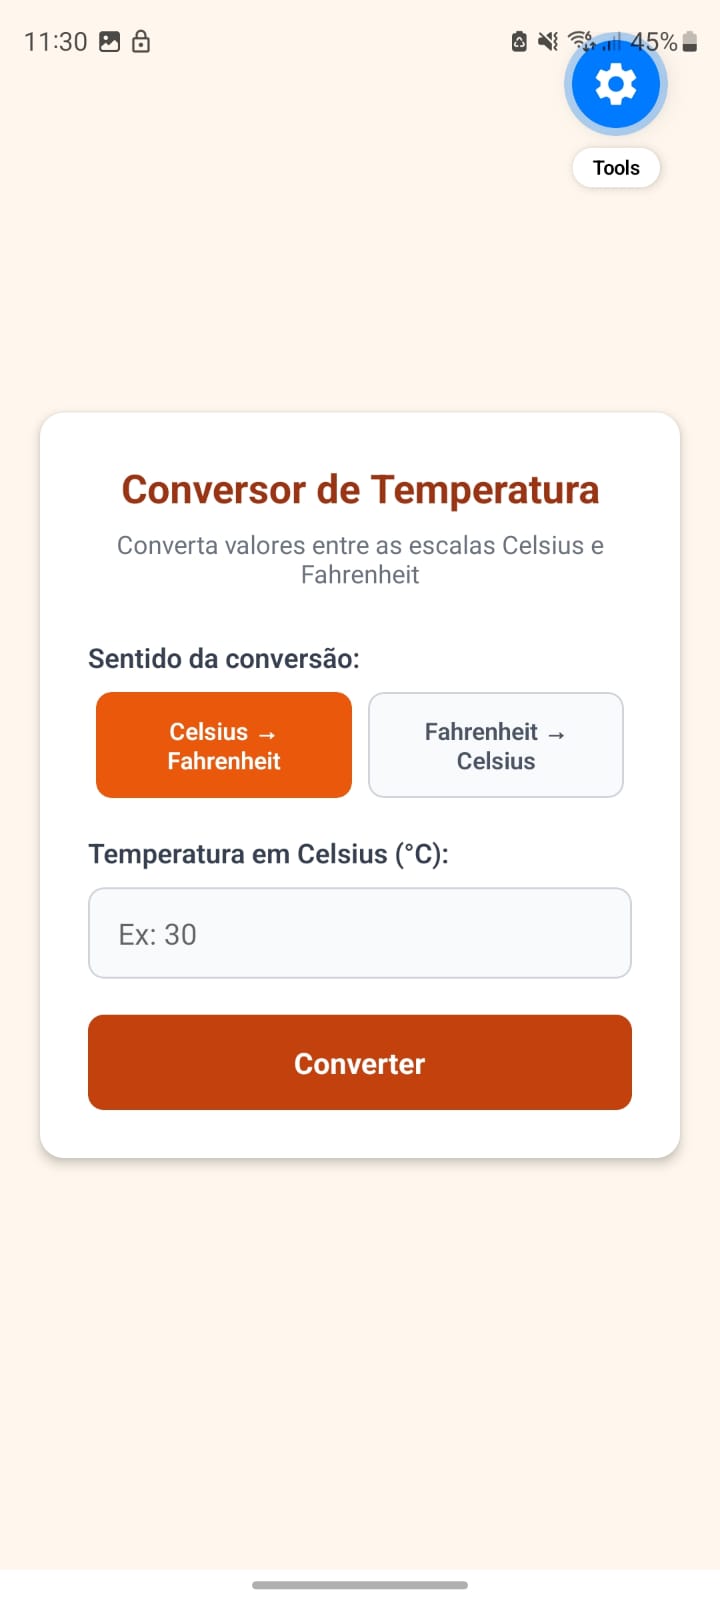 11:30
45%
Tools
Conversor de Temperatura
Converta valores entre as escalas Celsius e
Fahrenheit
Sentido da conversão:
Celsius →
Fahrenheit
Fahrenheit →
Celsius
Temperatura em Celsius (°C):
Ex: 30
Converter